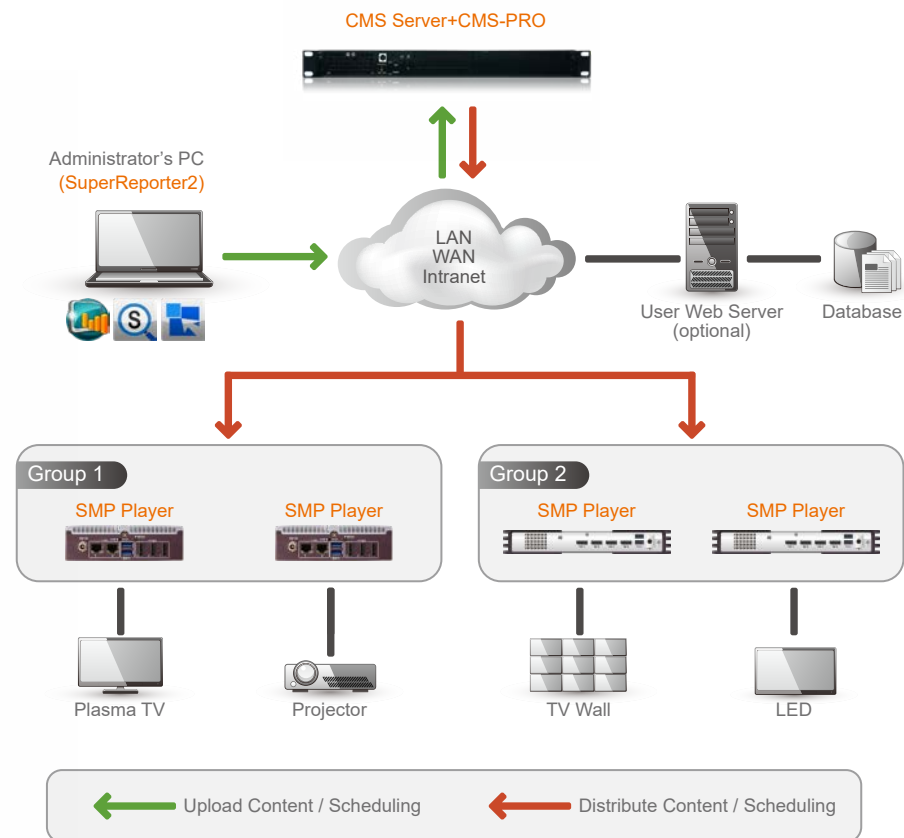 CMS Server+CMS-PRO
Administrator's PC
(SuperReporter2)
LAN
WAN
Intranet
S
User Web Server
(optional)
Database
Group 1
SMP Player
SMP Player
Group 2
SMP Player
SMP Player
Plasma TV
Projector
TV Wall
LED
Upload Content / Scheduling
Distribute Content / Scheduling